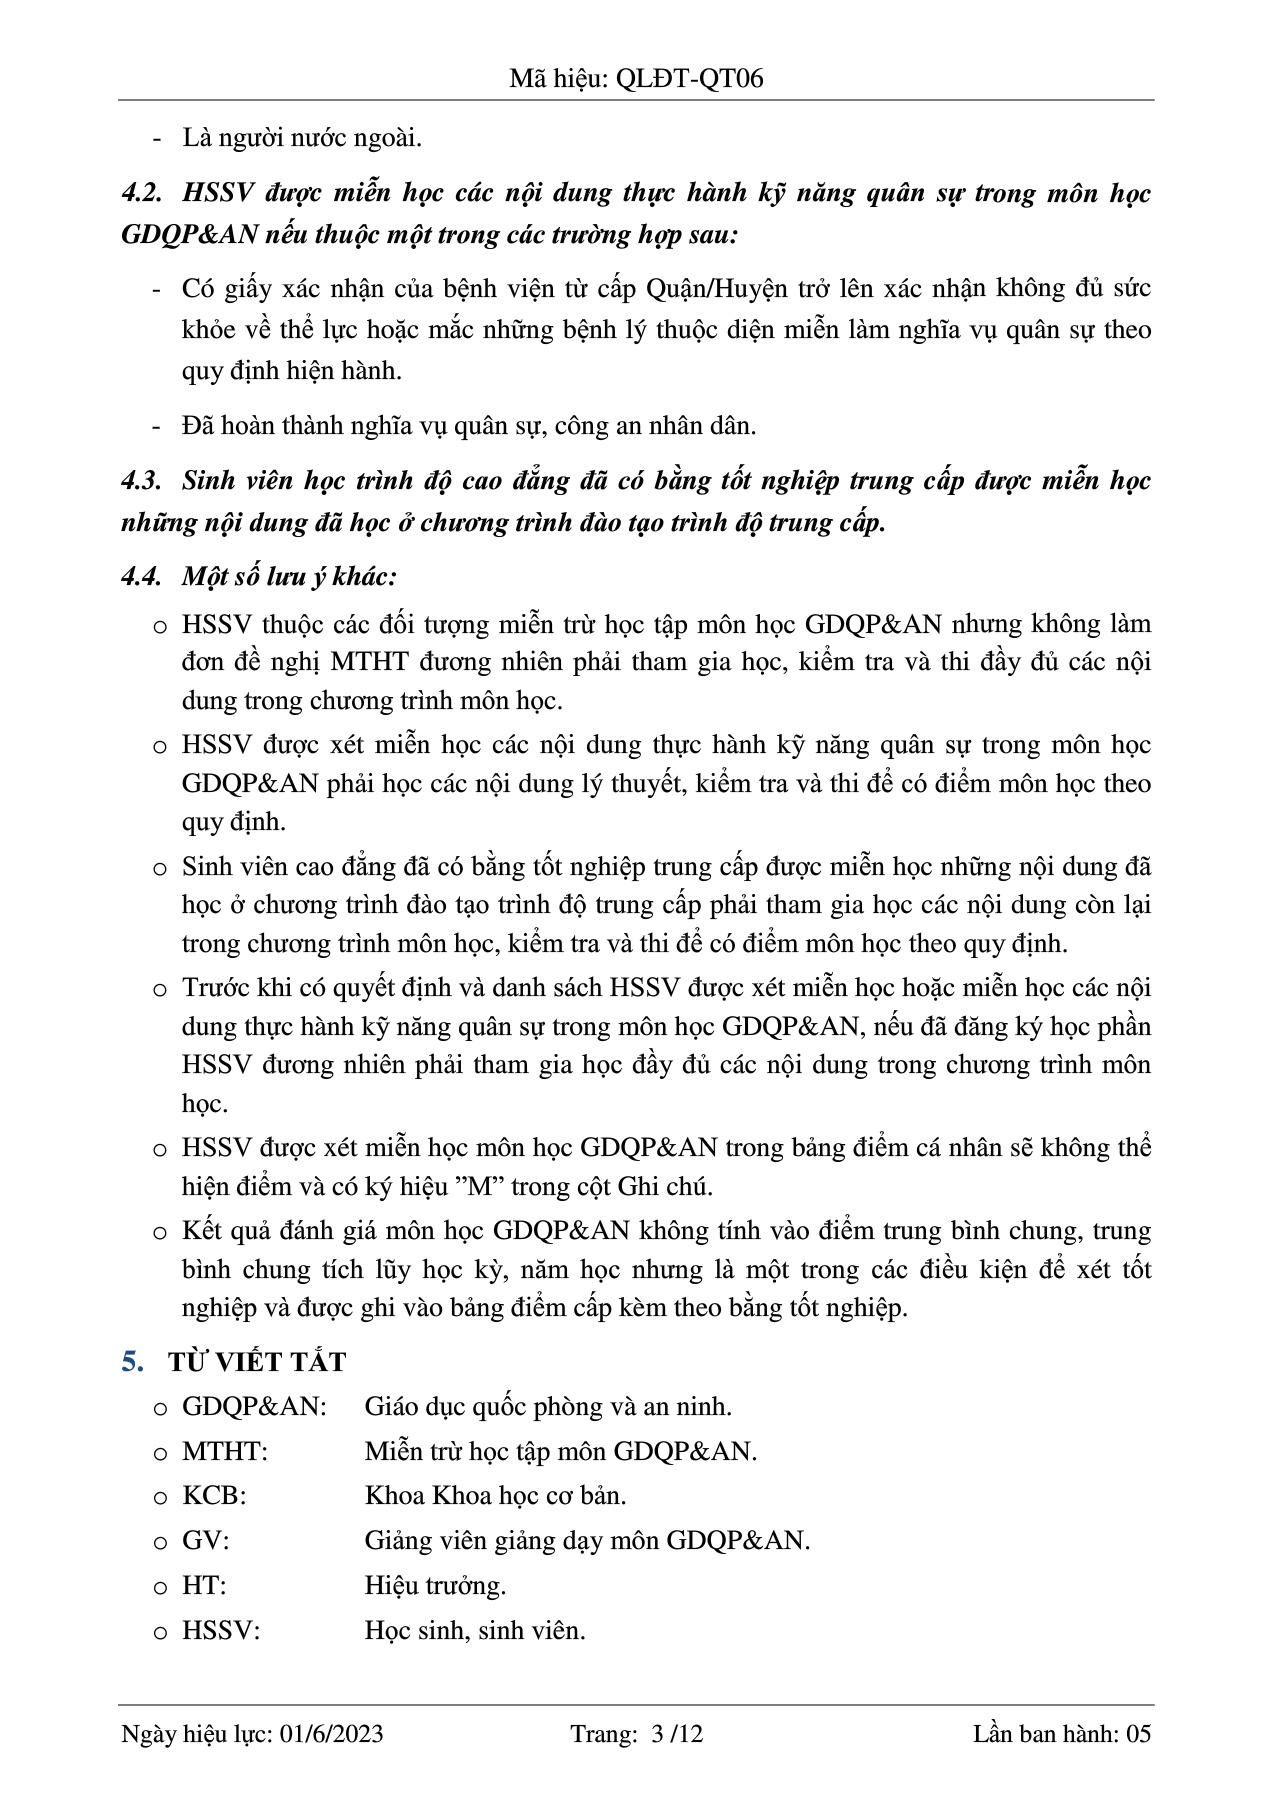 Mã hiệu: QLĐT-QT06
- Là người nước ngoài.
4.2. HSSV được miễn học các nội dung thực hành kỹ năng quân sự trong môn học
GDQP&AN nếu thuộc một trong các trường hợp sau:
- Có giấy xác nhận của bệnh viện từ cấp Quận/Huyện trở lên xác nhận không đủ sức
khỏe về thể lực hoặc mắc những bệnh lý thuộc diện miễn làm nghĩa vụ quân sự theo
quy định hiện hành.
- Đã hoàn thành nghĩa vụ quân sự, công an nhân dân.
4.3. Sinh viên học trình độ cao đẳng đã có bằng tốt nghiệp trung cấp được miễn học
những nội dung đã học ở chương trình đào tạo trình độ trung cấp.
4.4. Một số lưu ý khác:
o HSSV thuộc các đối tượng miễn trừ học tập môn học GDQP&AN nhưng không làm
đơn đề nghị MTHT đương nhiên phải tham gia học, kiểm tra và thi đầy đủ các nội
dung trong chương trình môn học.
o HSSV được xét miễn học các nội dung thực hành kỹ năng quân sự trong môn học
GDQP&AN phải học các nội dung lý thuyết, kiểm tra và thi để có điểm môn học theo
quy định.
o Sinh viên cao đẳng đã có bằng tốt nghiệp trung cấp được miễn học những nội dung đã
học ở chương trình đào tạo trình độ trung cấp phải tham gia học các nội dung còn lại
trong chương trình môn học, kiểm tra và thi để có điểm môn học theo quy định.
o Trước khi có quyết định và danh sách HSSV được xét miễn học hoặc miễn học các nội
dung thực hành kỹ năng quân sự trong môn học GDQP&AN, nếu đã đăng ký học phần
HSSV đương nhiên phải tham gia học đầy đủ các nội dung trong chương trình môn
học.
o HSSV được xét miễn học môn học GDQP&AN trong bảng điểm cá nhân sẽ không thể
hiện điểm và có ký hiệu ”M” trong cột Ghi chú.
o Kết quả đánh giá môn học GDQP&AN không tính vào điểm trung bình chung, trung
bình chung tích lũy học kỳ, năm học nhưng là một trong các điều kiện để xét tốt
nghiệp và được ghi vào bảng điểm cấp kèm theo bằng tốt nghiệp.
5. TỪ VIẾT TẮT
o GDQP&AN: Giáo dục quốc phòng và an ninh.
o MTHT: Miễn trừ học tập môn GDQP&AN.
o KCB: Khoa Khoa học cơ bản.
o GV: Giảng viên giảng dạy môn GDQP&AN.
o HT: Hiệu trưởng.
o HSSV: Học sinh, sinh viên.
Ngày hiệu lực: 01/6/2023 Trang: 3 /12 Lần ban hành: 05